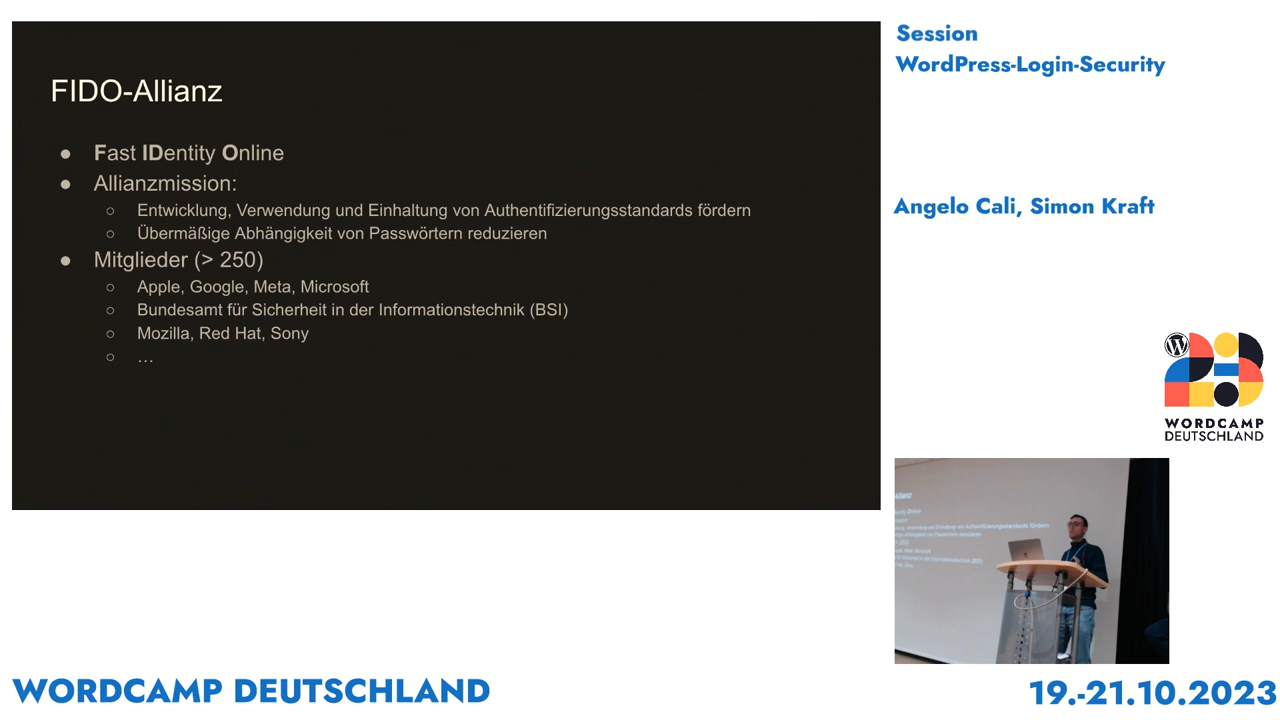 FIDO-Allianz
● Fast IDentity Online
● Allianzmission:
○ Entwicklung, Verwendung und Einhaltung von Authentifizierungsstandards fördern
○ Übermäßige Abhängigkeit von Passwörtern reduzieren
● Mitglieder (> 250)
○ Apple, Google, Meta, Microsoft
○ Bundesamt für Sicherheit in der Informationstechnik (BSI)
○ Mozilla, Red Hat, Sony
○ …
Session
WordPress-Login-Security
Angelo Cali, Simon Kraft
W
WORDCAMP
DEUTSCHLAND
WORDCAMP DEUTSCHLAND
19.-21.10.2023